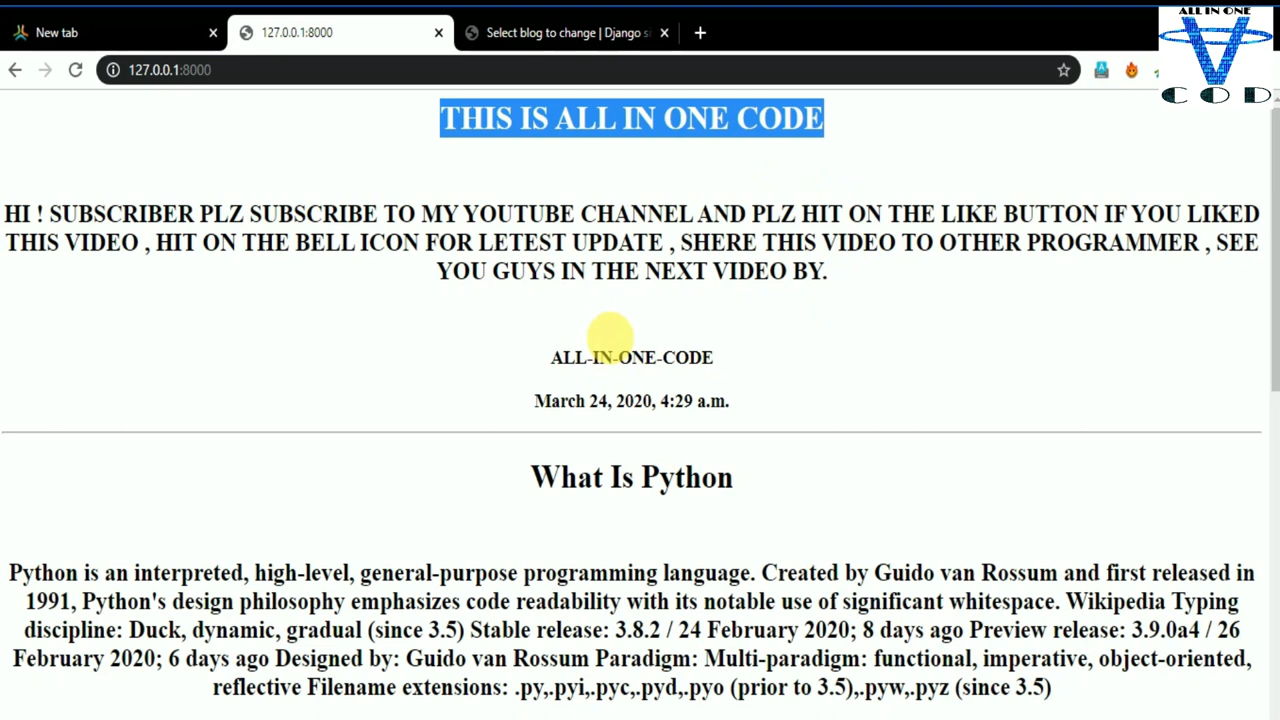 New tab
127.0.0.1:8000
Select blog to change | Django s
ALL IN ONE
127.0.0.1:8000
C O D
THIS IS ALL IN ONE CODE
HI ! SUBSCRIBER PLZ SUBSCRIBE TO MY YOUTUBE CHANNEL AND PLZ HIT ON THE LIKE BUTTON IF YOU LIKED
THIS VIDEO , HIT ON THE BELL ICON FOR LETEST UPDATE , SHERE THIS VIDEO TO OTHER PROGRAMMER , SEE
YOU GUYS IN THE NEXT VIDEO BY.
ALL-IN-ONE-CODE
March 24, 2020, 4:29 a.m.
What Is Python
Python is an interpreted, high-level, general-purpose programming language. Created by Guido van Rossum and first released in
1991, Python's design philosophy emphasizes code readability with its notable use of significant whitespace. Wikipedia Typing
discipline: Duck, dynamic, gradual (since 3.5) Stable release: 3.8.2 / 24 February 2020; 8 days ago Preview release: 3.9.0a4 / 26
February 2020; 6 days ago Designed by: Guido van Rossum Paradigm: Multi-paradigm: functional, imperative, object-oriented,
reflective Filename extensions: .py,.pyi,.pyc,.pyd,.pyo (prior to 3.5),.pyw,.pyz (since 3.5)